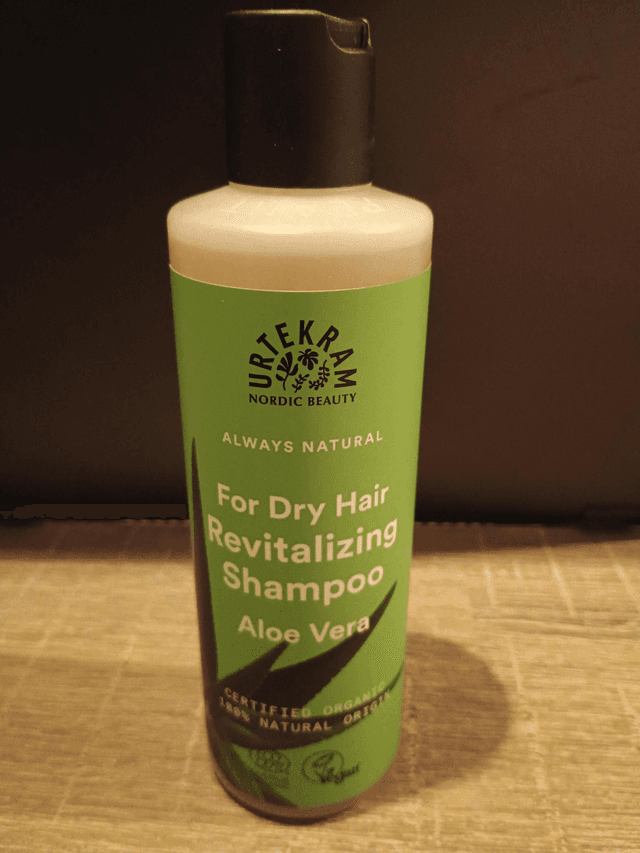 URTEKRAM
NORDIC BEAUTY
ALWAYS NATURAL
For Dry Hair
Revitalizing
Shampoo
Aloe Vera
CERTIFIED ORGANIC
100% NATURAL ORIGIN
Vegan